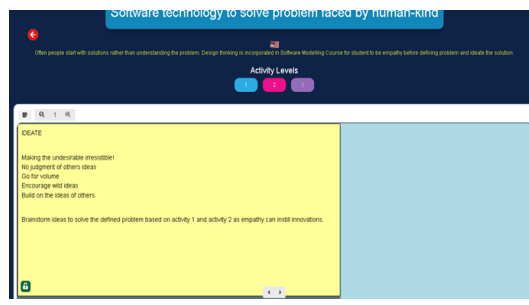 Software technology to solve problem faced by human-kind
Often people start with solutions rather than understanding the problem. Design thinking is incorporated in Software Modelling Course for student to be empathy before defining problem and ideate the solution.
Activity Levels
1 2 3
1
IDEATE
Making the undesirable irresistible!
No judgment of others ideas
Go for volume
Encourage wild ideas
Build on the ideas of others.
Brainstorm ideas to solve the defined problem based on activity 1 and activity 2 as empathy can instill innovations.